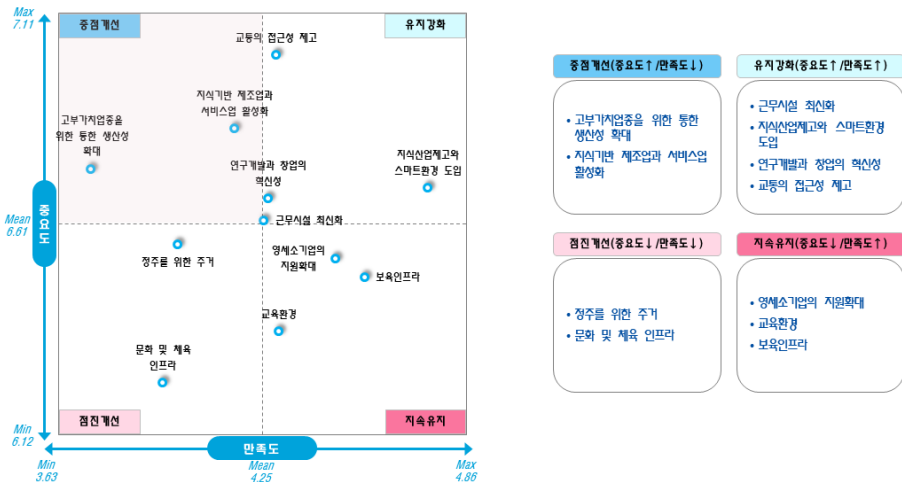 Max
7.11
중점개선
유지강화
교통의 접근성 제고
지식기반 제조업과
서비스업 활성화
고부가치업종을
위한 통한 생산성
확대
연구개발과 창업의
혁신성
지식산업제고와
스마트환경 도입
Mean
6.61
중요도
근무시설 최신화
정주를 위한 주거
영세소기업의
지원확대
보육인프라
교육환경
문화 및 체육
인프라
점진개선
지속유지
Min
6.12
만족도
Min
3.63
Mean
4.25
Max
4.86
중점개선(중요도↑/만족도↓)
• 고부가치업종을 위한 통한
생산성 확대
• 지식기반 제조업과 서비스업
활성화
유지강화(중요도↑/만족도↑)
• 근무시설 최신화
• 지식산업제고와 스마트환경
도입
• 연구개발과 창업의 혁신성
• 교통의 접근성 제고
점진개선(중요도↓/만족도↓)
• 정주를 위한 주거
• 문화 및 체육 인프라
지속유지(중요도↓/만족도↑)
• 영세소기업의 지원확대
• 교육환경
• 보육인프라